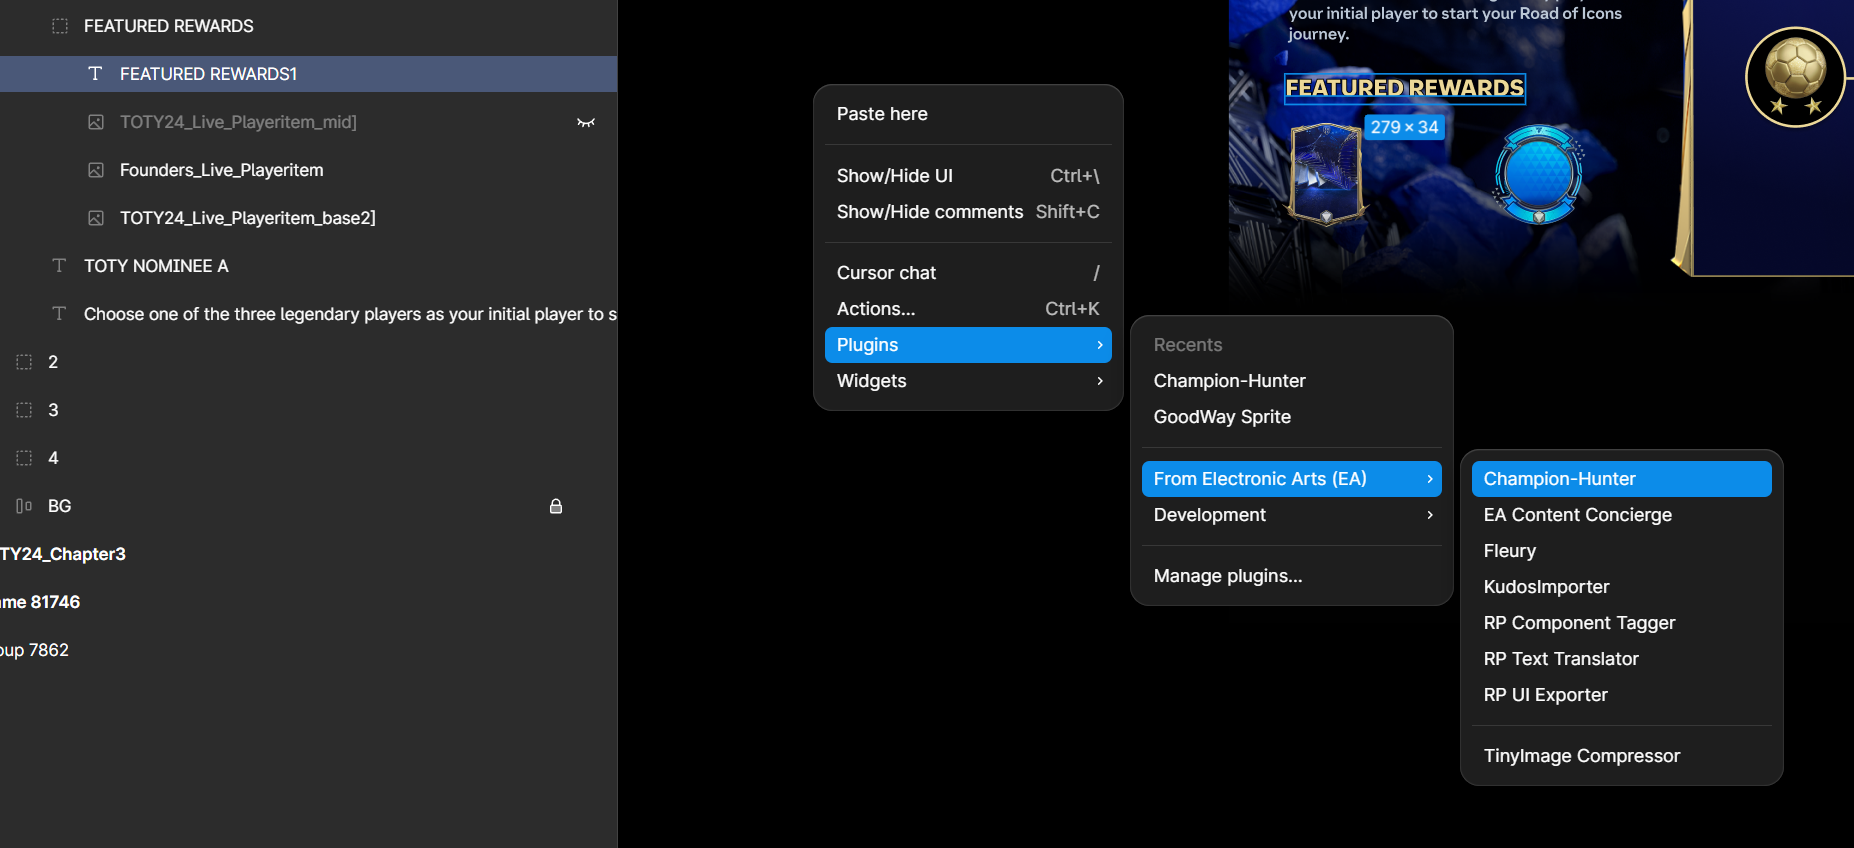 FEATURED REWARDS
FEATURED REWARDS1
TOTY24_Live_Playeritem_mid]
Founders_Live_Playeritem
TOTY24_Live_Playeritem_base2]
TOTY NOMINEE A
Choose one of the three legendary players as your initial player to s
2
3
4
BG
TY24_Chapter3
me 81746
oup 7862
Paste here
Show/Hide UI Ctrl+\
Show/Hide comments Shift+C
Cursor chat /
Actions... Ctrl+K
Plugins
Widgets
Recents
Champion-Hunter
GoodWay Sprite
From Electronic Arts (EA)
Development
Manage plugins...
Champion-Hunter
EA Content Concierge
Fleury
KudosImporter
RP Component Tagger
RP Text Translator
RP UI Exporter
TinyImage Compressor
your initial player to start your Road of Icons
journey.
FEATURED REWARDS
279 × 34